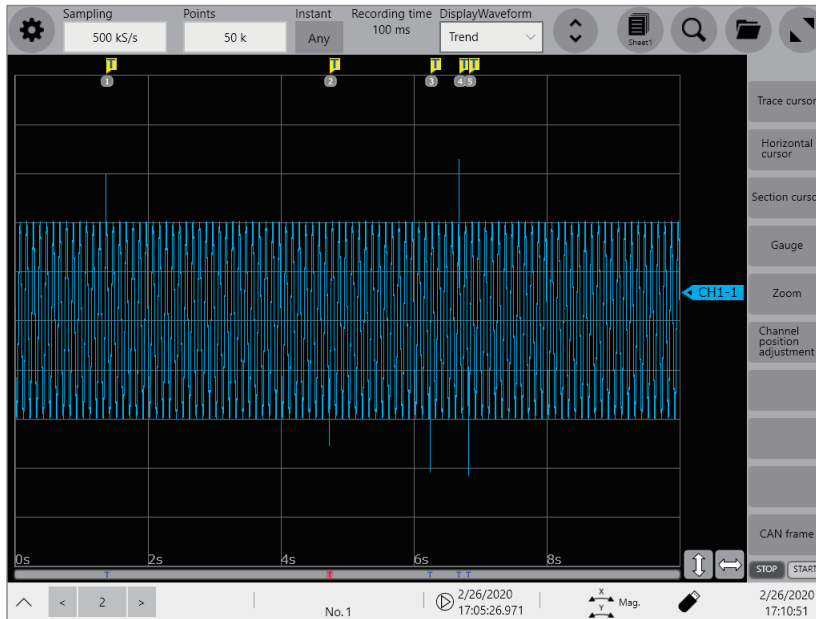 Sampling
500 kS/s
Points
50 k
Instant
Any
Recording time
100 ms
DisplayWaveform
Trend
Sheet1
T T T T T
1 2 3 4 5
Trace cursor
Horizontal
cursor
Section curso
Gauge
CH1-1
Zoom
Channel
position
adjustment
CAN frame
0s 2s 4s 6s 8s
T T T T T
STOP START
< 2 >
No. 1
2/26/2020
17:05:26.971
X
Y
Mag.
2/26/2020
17:10:51